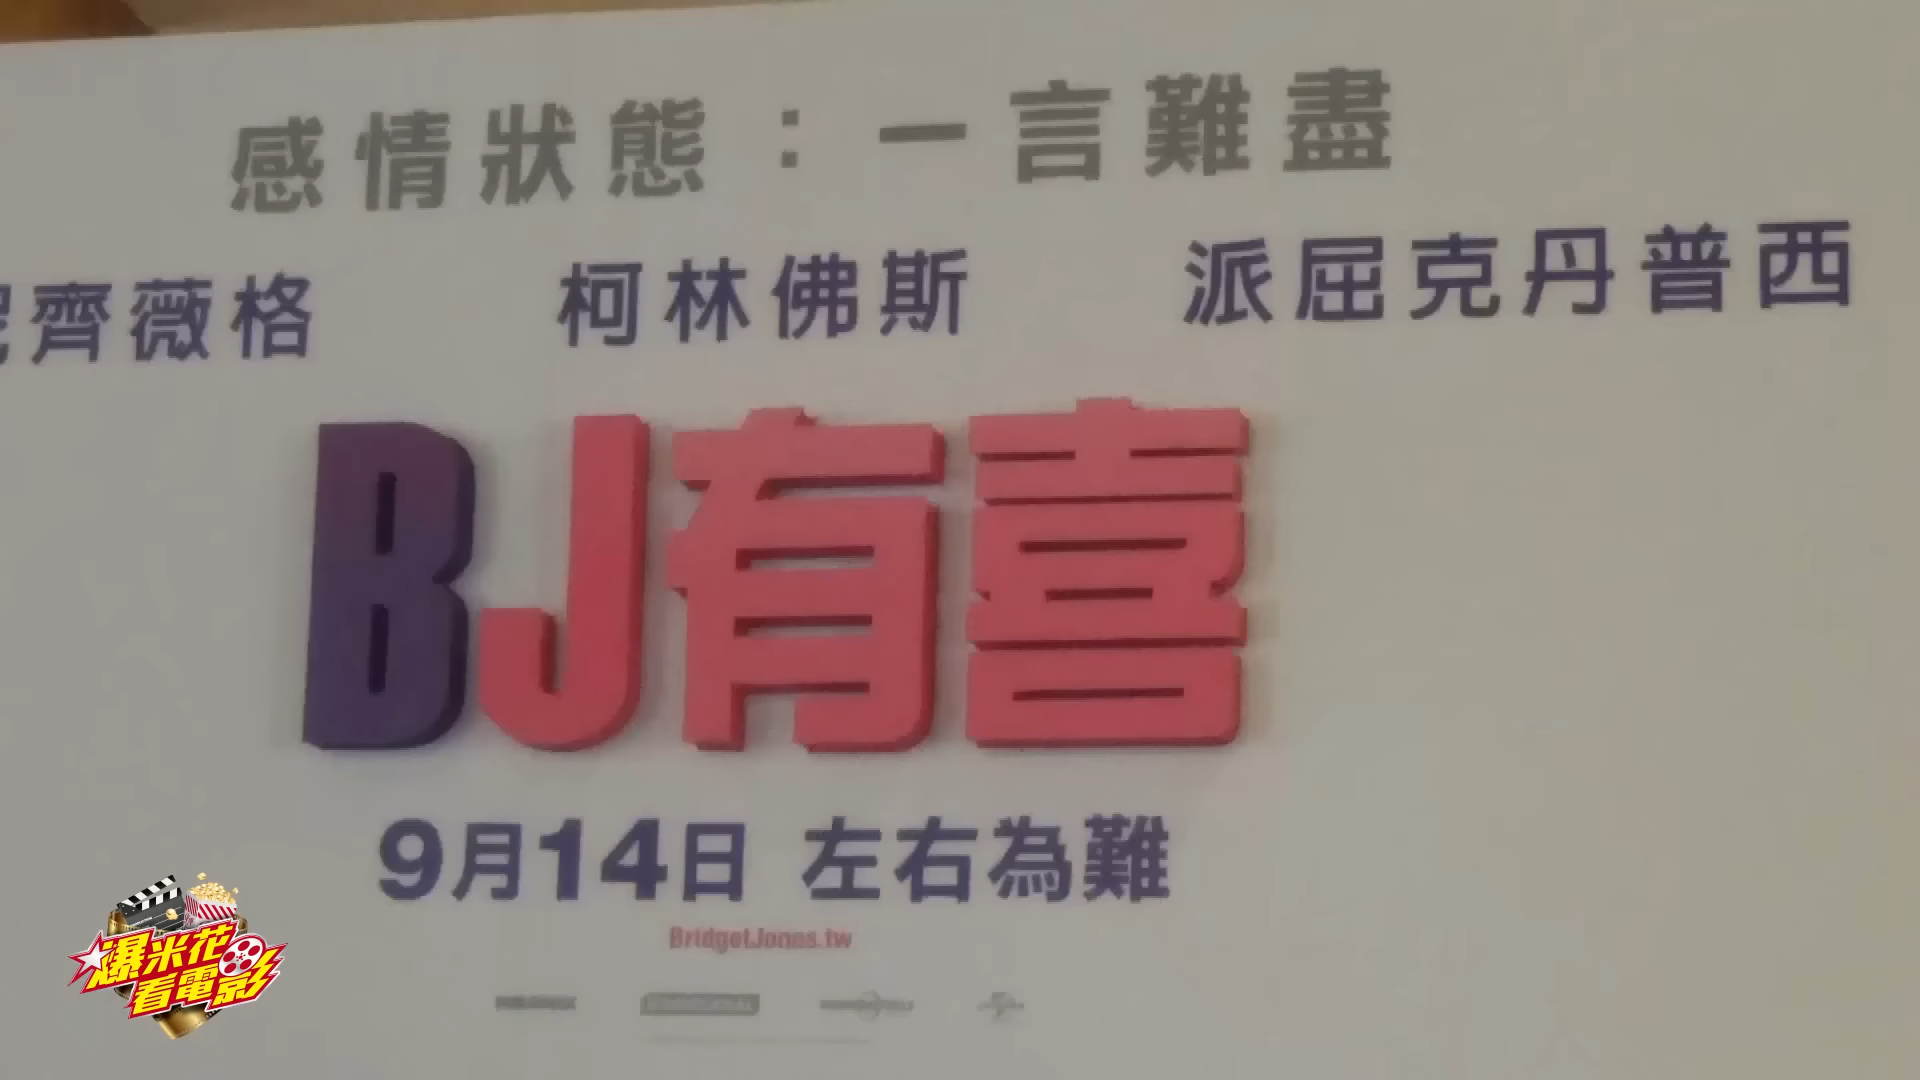 感情狀態：一言難盡
齊薇格 柯林佛斯 派屈克丹普西
BJ有喜
9月14日 左右為難
BridgetJones.tw
爆米花
看電影